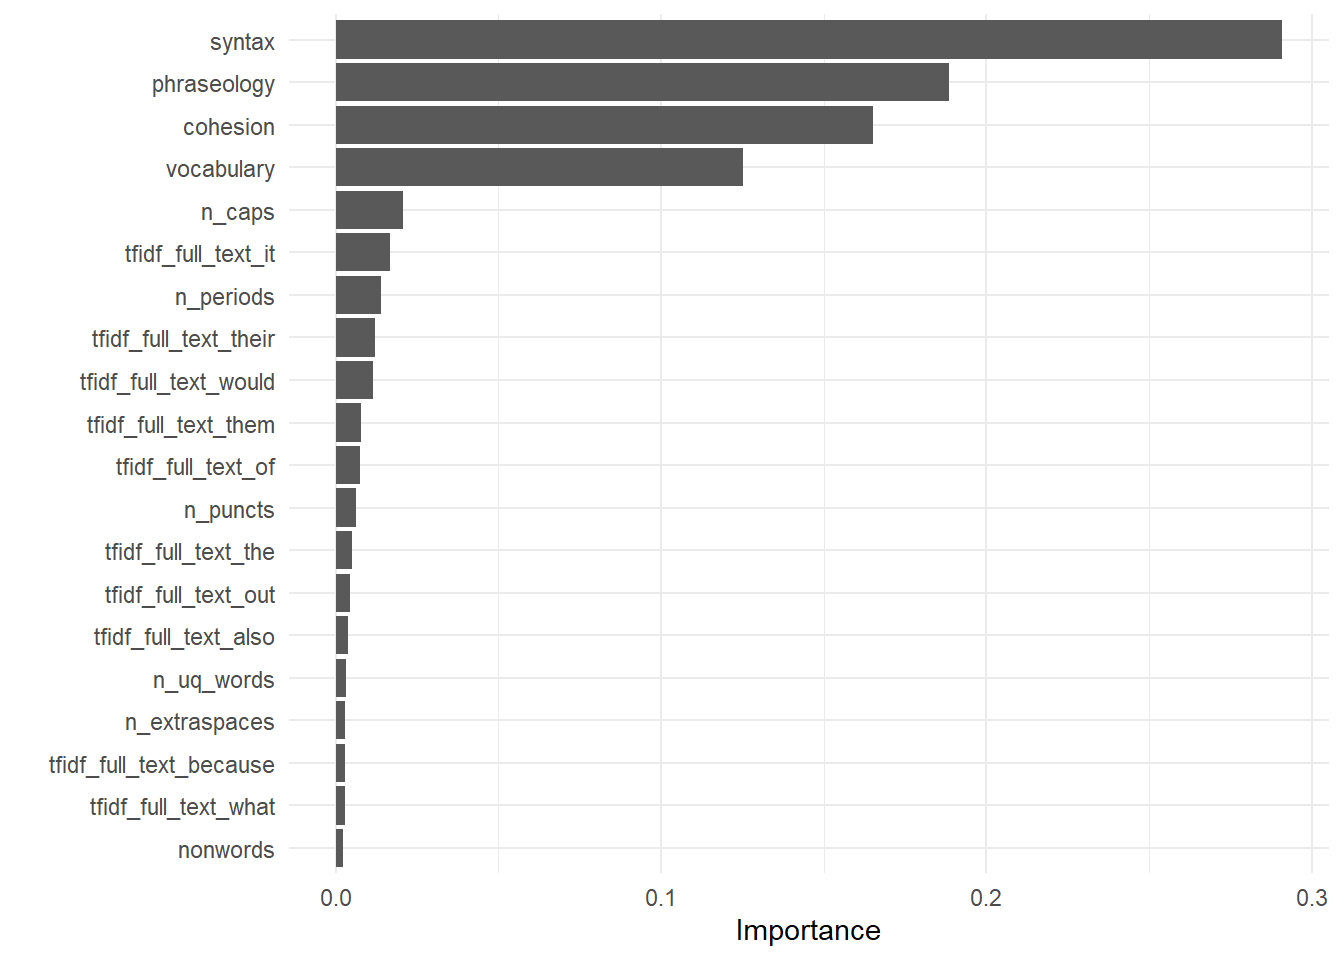 syntax
phraseology
cohesion
vocabulary
n_caps
tfidf_full_text_it
n_periods
tfidf_full_text_their
tfidf_full_text_would
tfidf_full_text_them
tfidf_full_text_of
n_puncts
tfidf_full_text_the
tfidf_full_text_out
tfidf_full_text_also
n_uq_words
n_extraspaces
tfidf_full_text_because
tfidf_full_text_what
nonwords
0.0 0.1 0.2 0.3
Importance